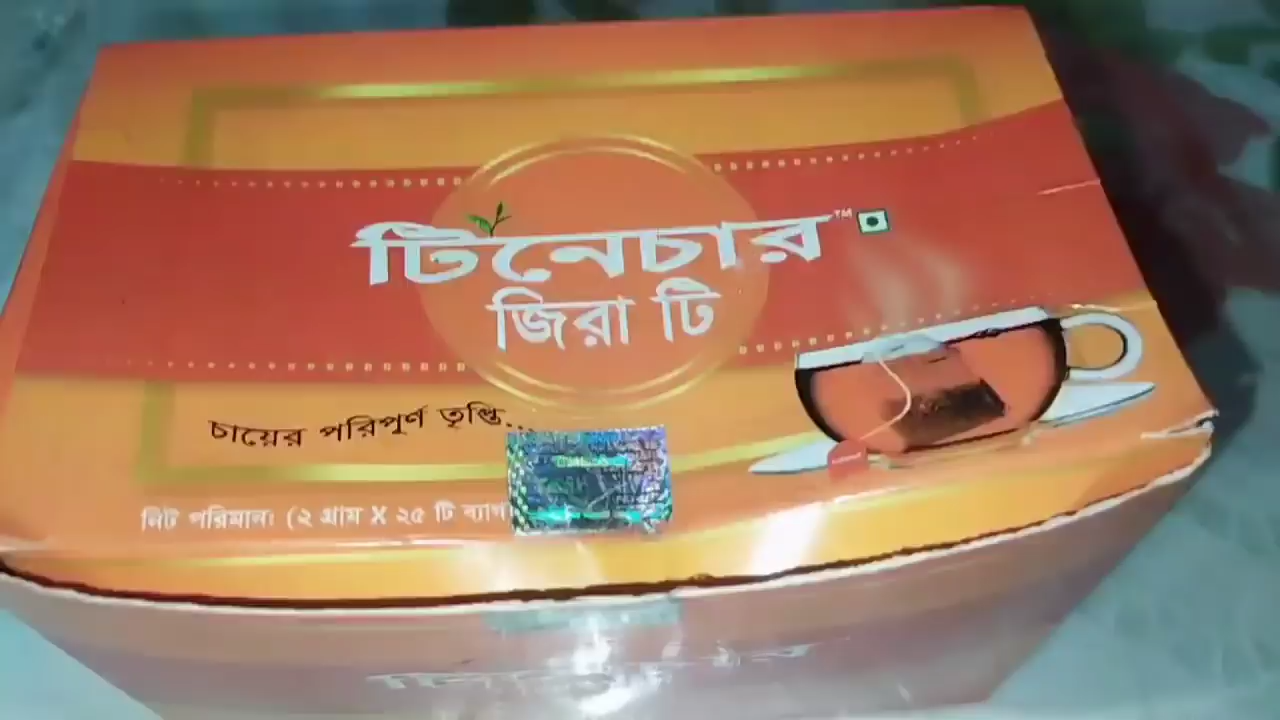 টিনেচার™
জিরা টি
চায়ের পরিপূর্ণ তৃপ্তি...
নিট পরিমান: (২ গ্রাম X ২৫ টি ব্যাগ